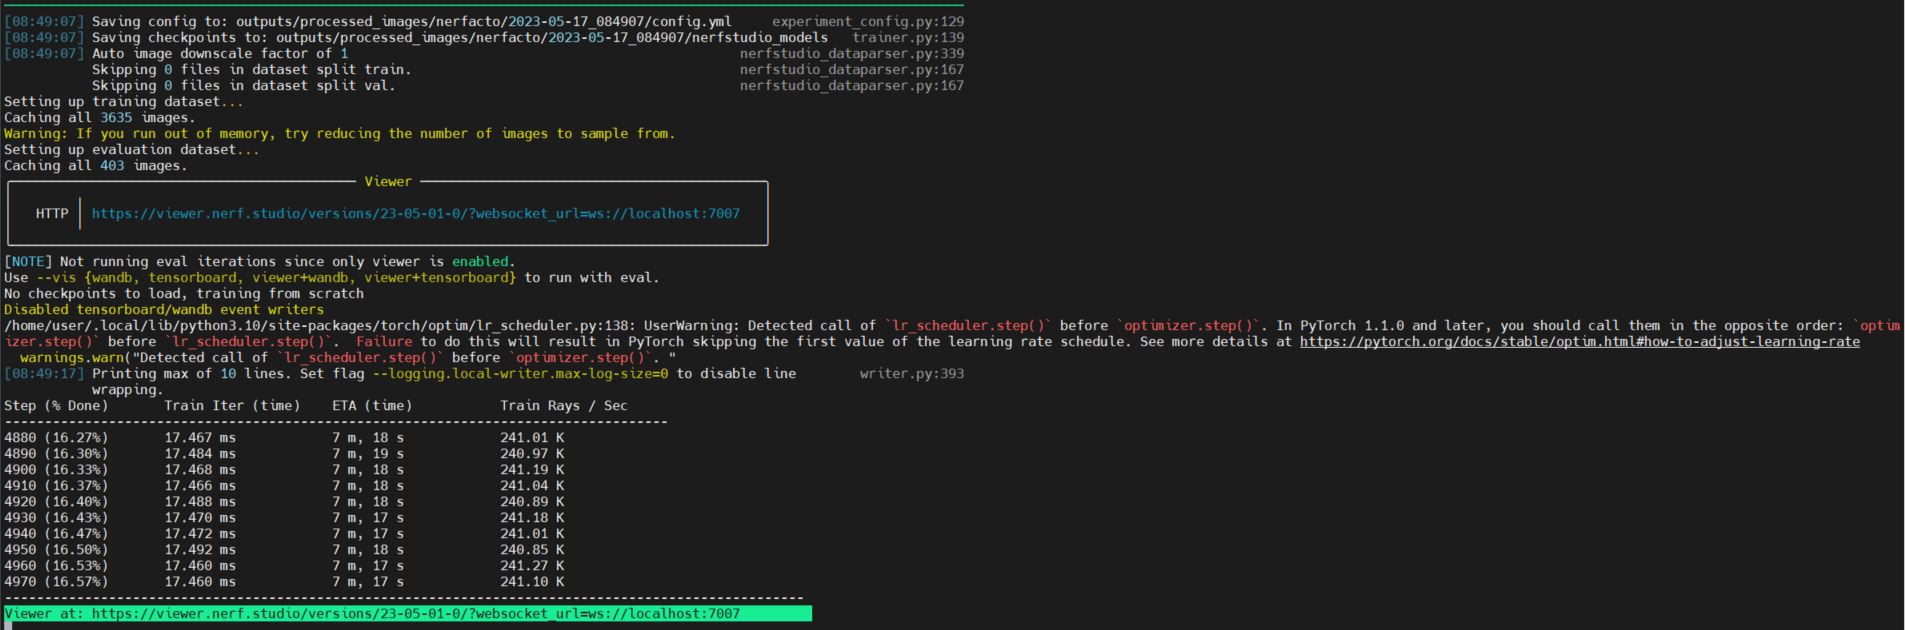 [08:49:07] Saving config to: outputs/processed_images/nerfacto/2023-05-17_084907/config.yml experiment_config.py:129
[08:49:07] Saving checkpoints to: outputs/processed_images/nerfacto/2023-05-17_084907/nerfstudio_models trainer.py:139
[08:49:07] Auto image downscale factor of 1 nerfstudio_dataparser.py:339
Skipping 0 files in dataset split train. nerfstudio_dataparser.py:167
Skipping 0 files in dataset split val. nerfstudio_dataparser.py:167
Setting up training dataset...
Caching all 3635 images.
Warning: If you run out of memory, try reducing the number of images to sample from.
Setting up evaluation dataset...
Caching all 403 images.
Viewer
HTTP https://viewer.nerf.studio/versions/23-05-01-0/?websocket_url=ws://localhost:7007
[NOTE] Not running eval iterations since only viewer is enabled.
Use --vis {wandb, tensorboard, viewer+wandb, viewer+tensorboard} to run with eval.
No checkpoints to load, training from scratch
Disabled tensorboard/wandb event writers
/home/user/.local/lib/python3.10/site-packages/torch/optim/lr_scheduler.py:138: UserWarning: Detected call of `lr_scheduler.step()` before `optimizer.step()`. In PyTorch 1.1.0 and later, you should call them in the opposite order: `optim
izer.step()` before `lr_scheduler.step()`.  Failure to do this will result in PyTorch skipping the first value of the learning rate schedule. See more details at https://pytorch.org/docs/stable/optim.html#how-to-adjust-learning-rate
warnings.warn("Detected call of `lr_scheduler.step()` before `optimizer.step()`. "
[08:49:17] Printing max of 10 lines. Set flag --logging.local-writer.max-log-size=0 to disable line writer.py:393
wrapping.
Step (% Done) Train Iter (time) ETA (time) Train Rays / Sec
-----------------------------------------------------------------------------------
4880 (16.27%) 17.467 ms 7 m, 18 s 241.01 K
4890 (16.30%) 17.484 ms 7 m, 19 s 240.97 K
4900 (16.33%) 17.468 ms 7 m, 18 s 241.19 K
4910 (16.37%) 17.466 ms 7 m, 18 s 241.04 K
4920 (16.40%) 17.488 ms 7 m, 18 s 240.89 K
4930 (16.43%) 17.470 ms 7 m, 17 s 241.18 K
4940 (16.47%) 17.472 ms 7 m, 17 s 241.01 K
4950 (16.50%) 17.492 ms 7 m, 18 s 240.85 K
4960 (16.53%) 17.460 ms 7 m, 17 s 241.27 K
4970 (16.57%) 17.460 ms 7 m, 17 s 241.10 K
----------------------------------------------------------------------------------------------------
Viewer at: https://viewer.nerf.studio/versions/23-05-01-0/?websocket_url=ws://localhost:7007